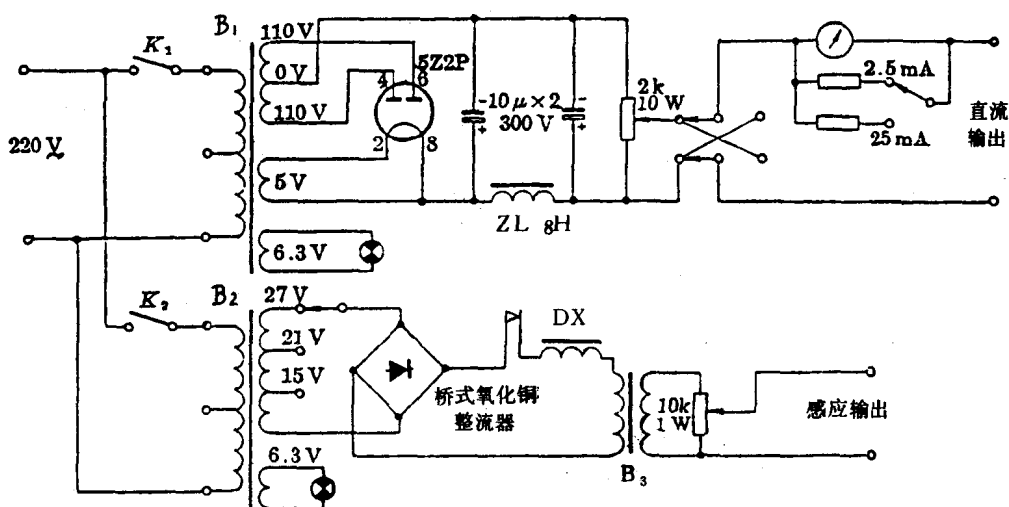 B₁
110 V
K₁
0 V
110 V
5Z2P
4 6
2 8
-10 μ×2
300 V
- +
- +
2 k
10 W
2.5 mA
25 mA
直流
输出
220 V
5 V
ZL 8H
6.3 V
B₂
K₂
27 V
21 V
15 V
桥式氧化铜
整流器
DX
10k
1 W
感应输出
B₃
6.3 V